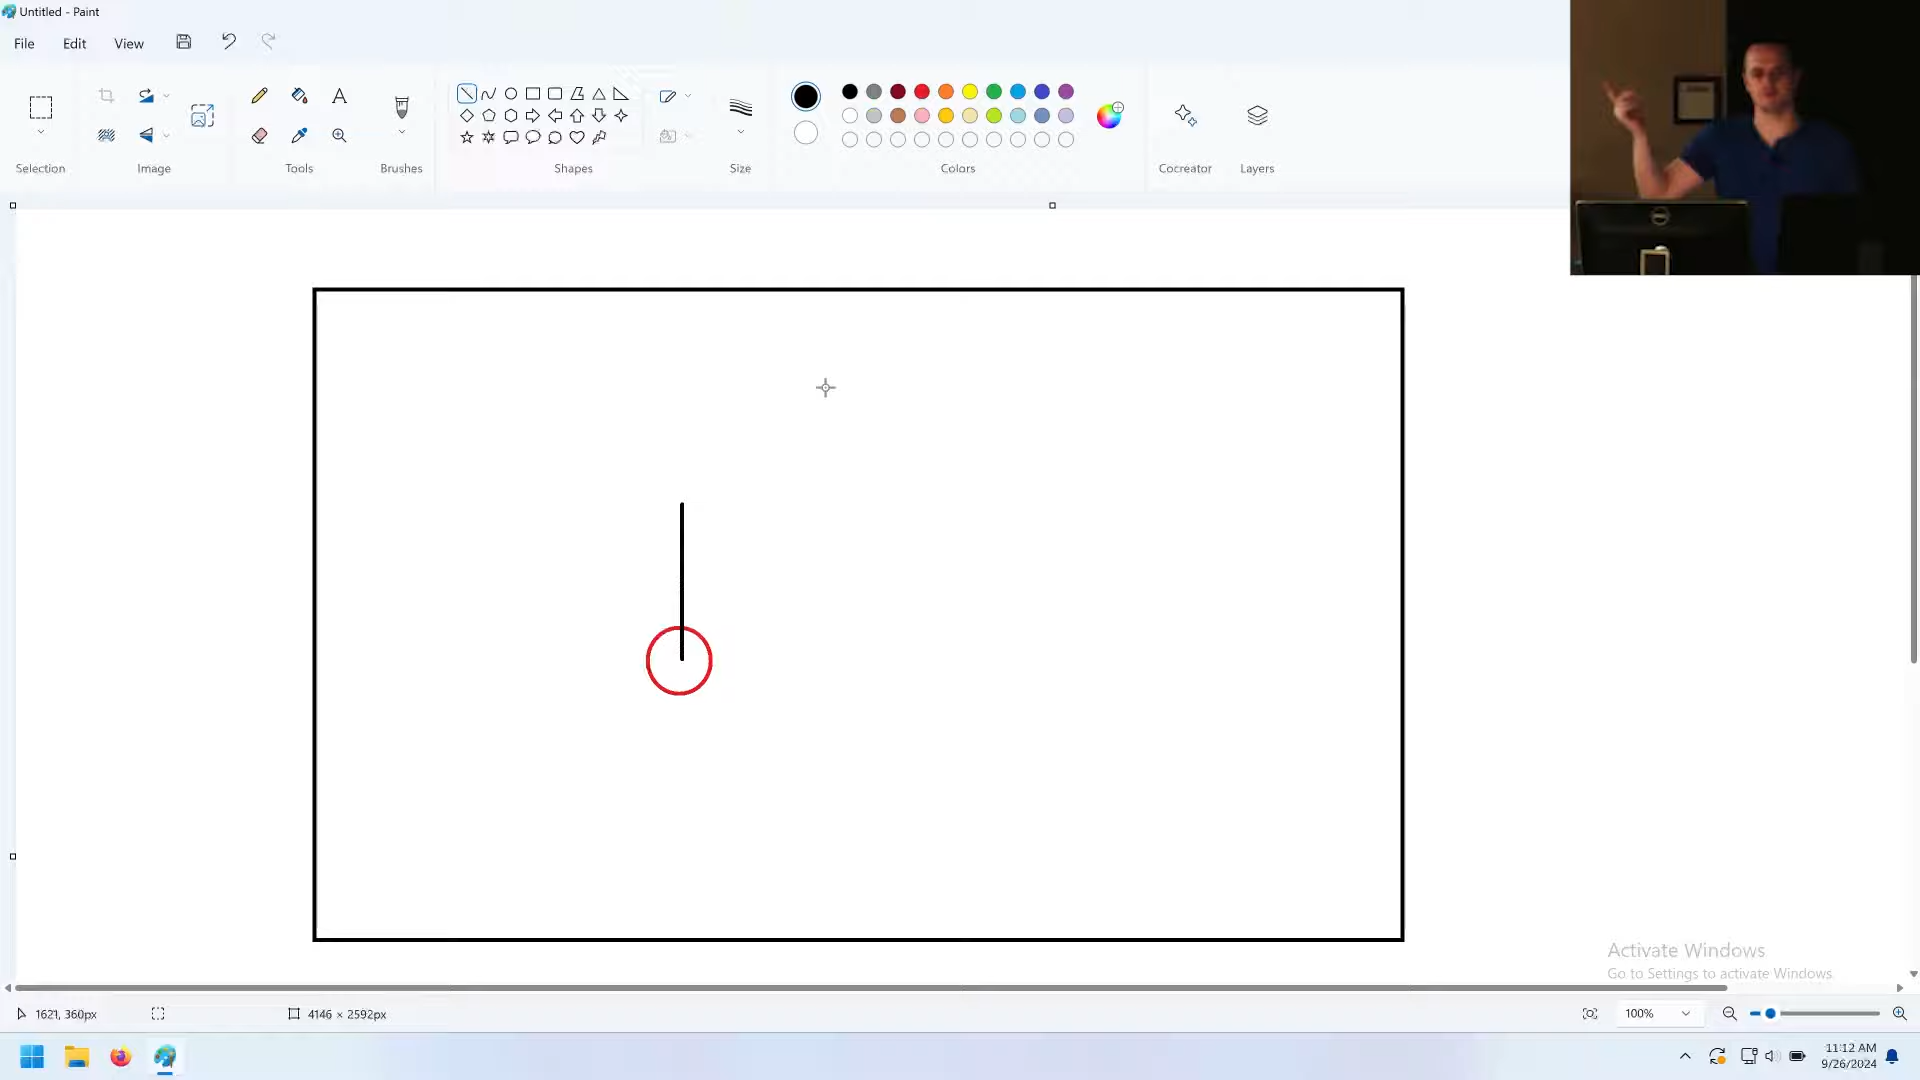 Untitled - Paint
File Edit View
Selection Image Tools Brushes Shapes Size Colors Cocreator Layers
Activate Windows
Go to Settings to activate Windows.
1621, 360px 4146 × 2592px 100%
11:12 AM
9/26/2024